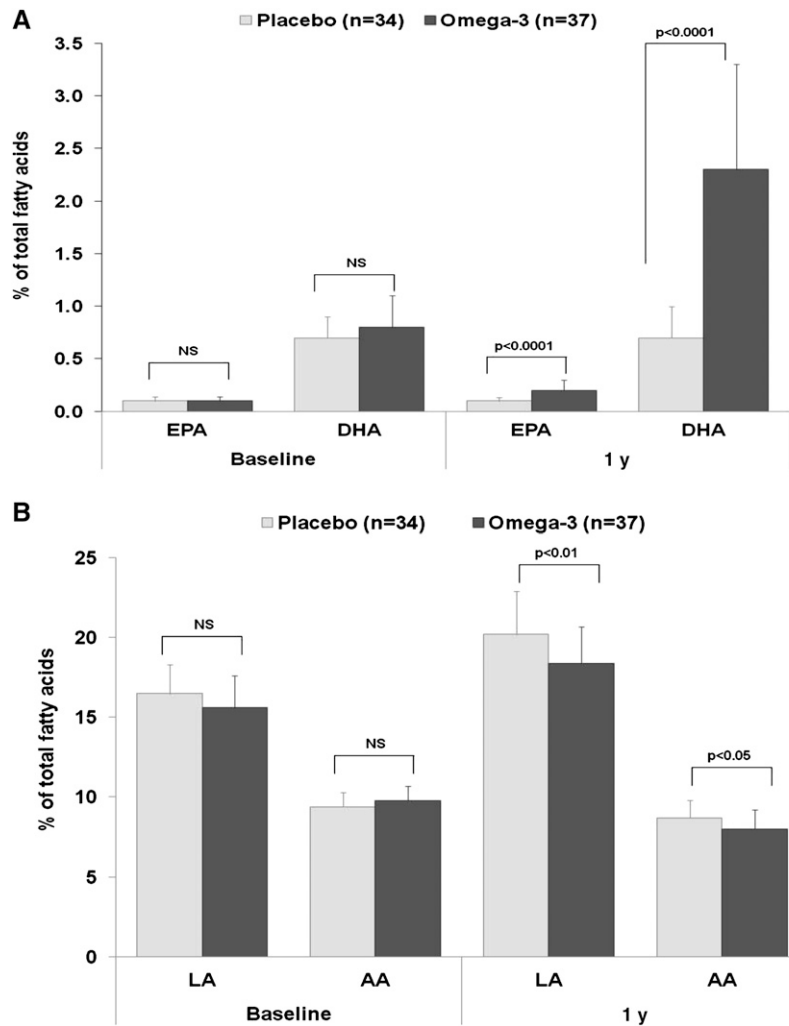 A
Placebo (n=34) Omega-3 (n=37)
p<0.0001
3.5
3.0
2.5
2.0
1.5
1.0
0.5
0.0
% of total fatty acids
NS
NS
p<0.0001
EPA DHA EPA DHA
Baseline 1 y
B
Placebo (n=34) Omega-3 (n=37)
p<0.01
25
20
15
10
5
0
% of total fatty acids
NS
NS
p<0.05
LA AA LA AA
Baseline 1 y